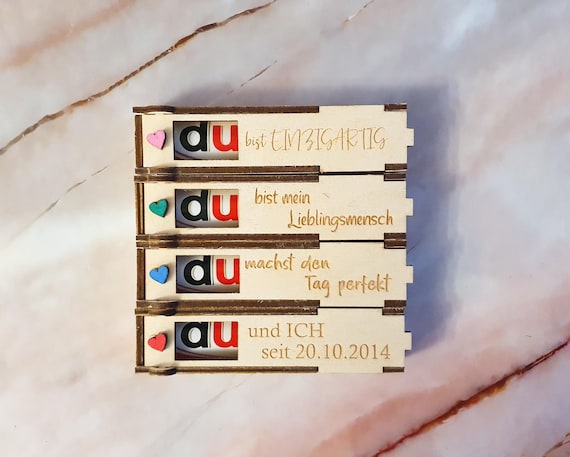 du bist EINZIGARTIG
du bist mein
Lieblingsmensch
du machst den
Tag perfekt
du und ICH
seit 20.10.2014